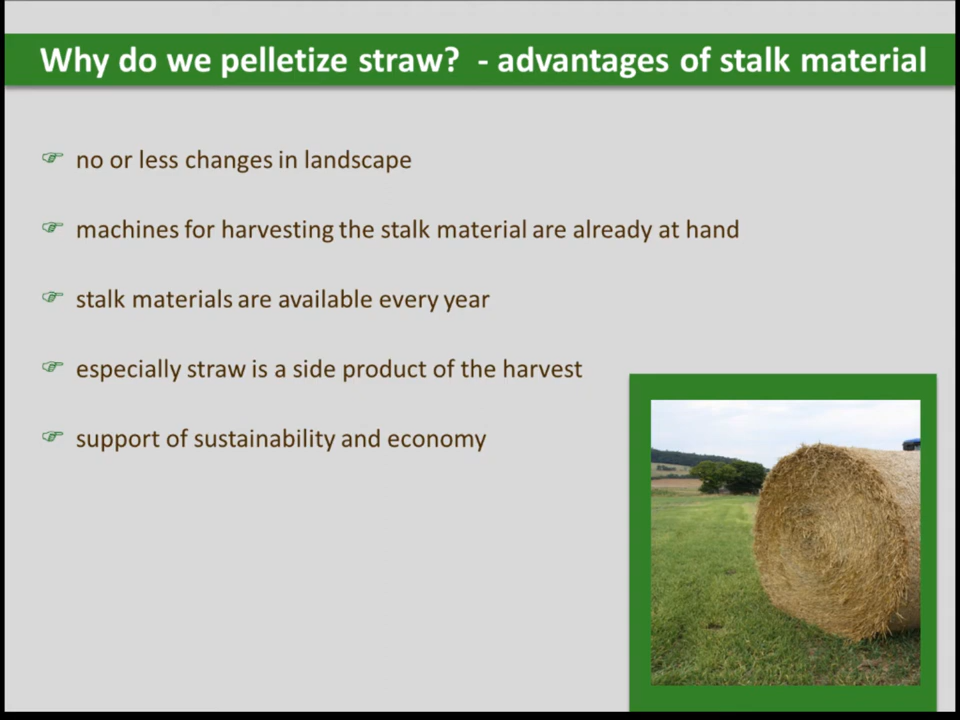 Why do we pelletize straw?  - advantages of stalk material
no or less changes in landscape
machines for harvesting the stalk material are already at hand
stalk materials are available every year
especially straw is a side product of the harvest
support of sustainability and economy